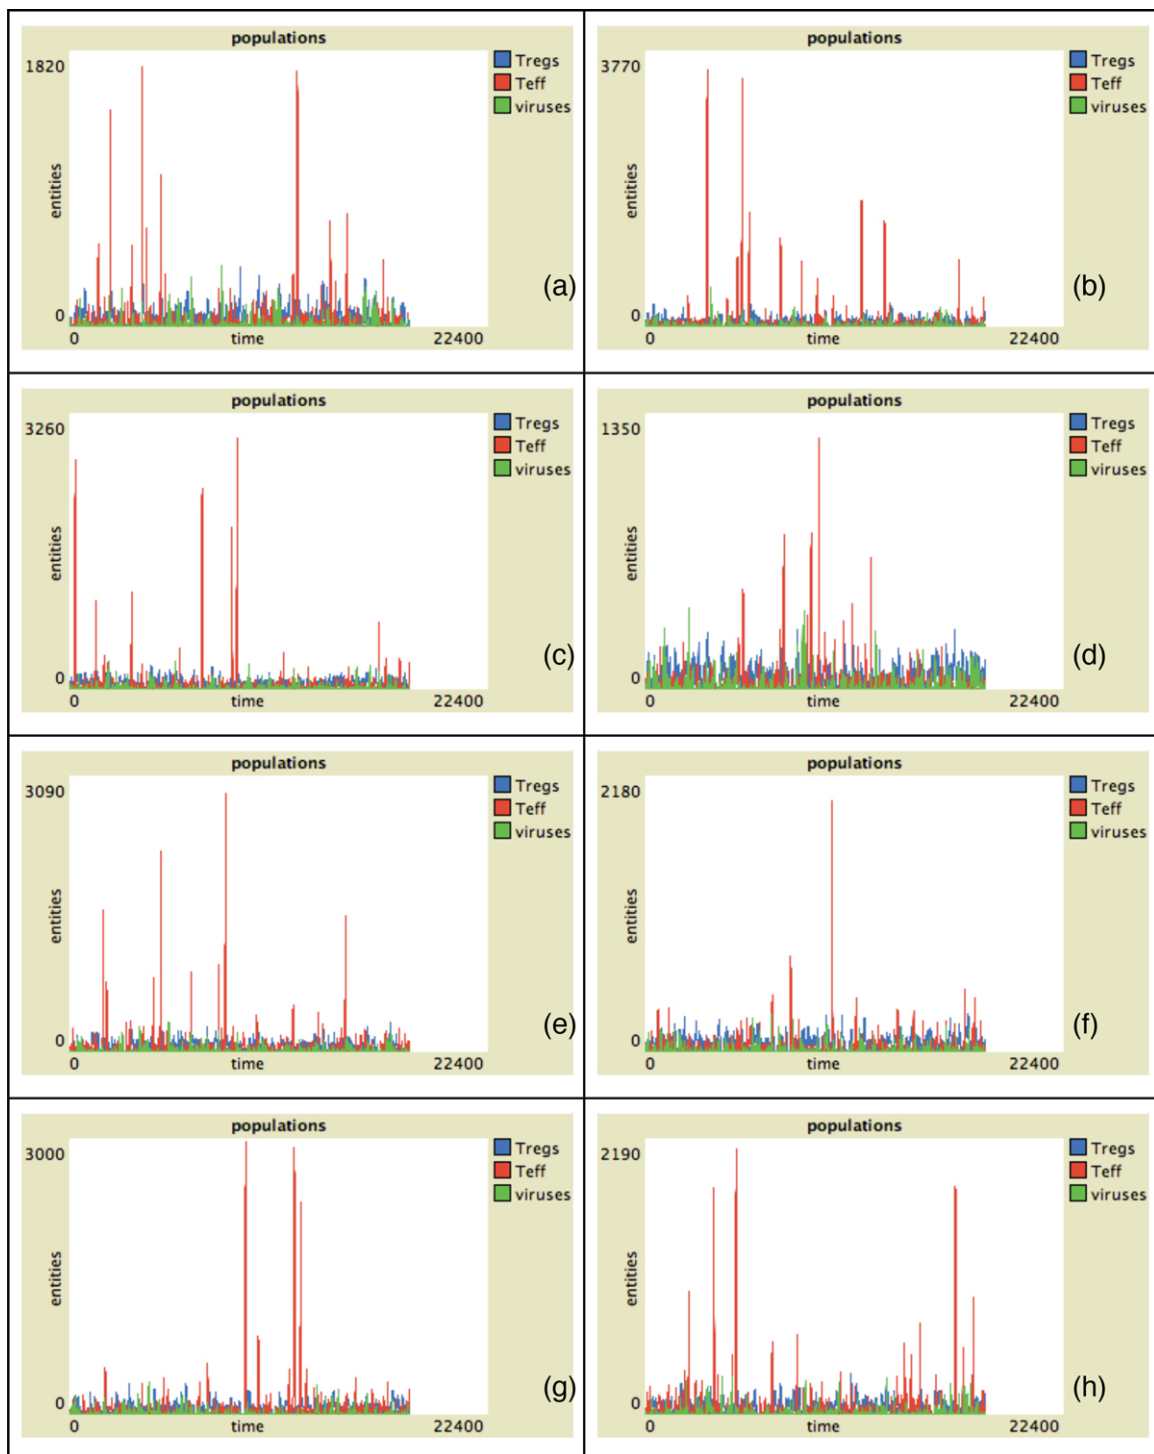 populations
1820
entities
0
0 time 22400
Tregs
Teff
viruses
(a)
populations
3770
entities
0
0 time 22400
Tregs
Teff
viruses
(b)
populations
3260
entities
0
0 time 22400
Tregs
Teff
viruses
(c)
populations
1350
entities
0
0 time 22400
Tregs
Teff
viruses
(d)
populations
3090
entities
0
0 time 22400
Tregs
Teff
viruses
(e)
populations
2180
entities
0
0 time 22400
Tregs
Teff
viruses
(f)
populations
3000
entities
0
0 time 22400
Tregs
Teff
viruses
(g)
populations
2190
entities
0
0 time 22400
Tregs
Teff
viruses
(h)